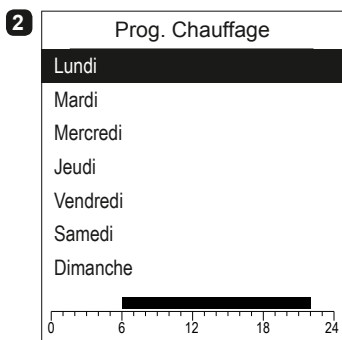 2
Prog. Chauffage
Lundi
Mardi
Mercredi
Jeudi
Vendredi
Samedi
Dimanche
0 6 12 18 24